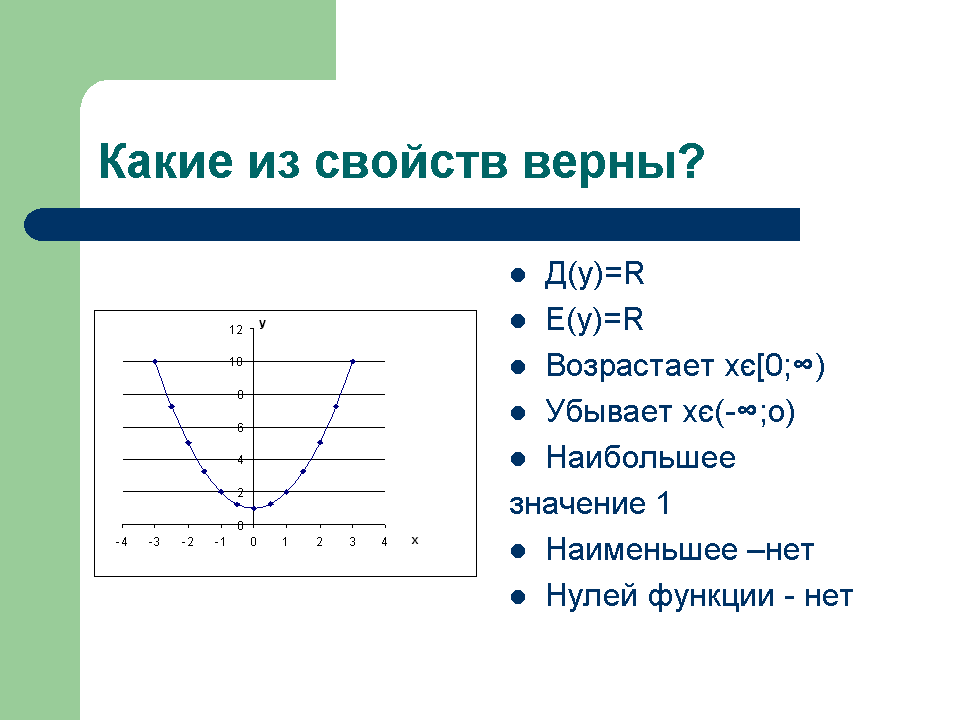 Какие из свойств верны?
Д(у)=R
Е(у)=R
Возрастает хє[0;∞)
Убывает хє(-∞;о)
Наибольшее
значение 1
Наименьшее –нет
Нулей функции - нет
y
12
10
8
6
4
2
0
-4 -3 -2 -1 0 1 2 3 4 x